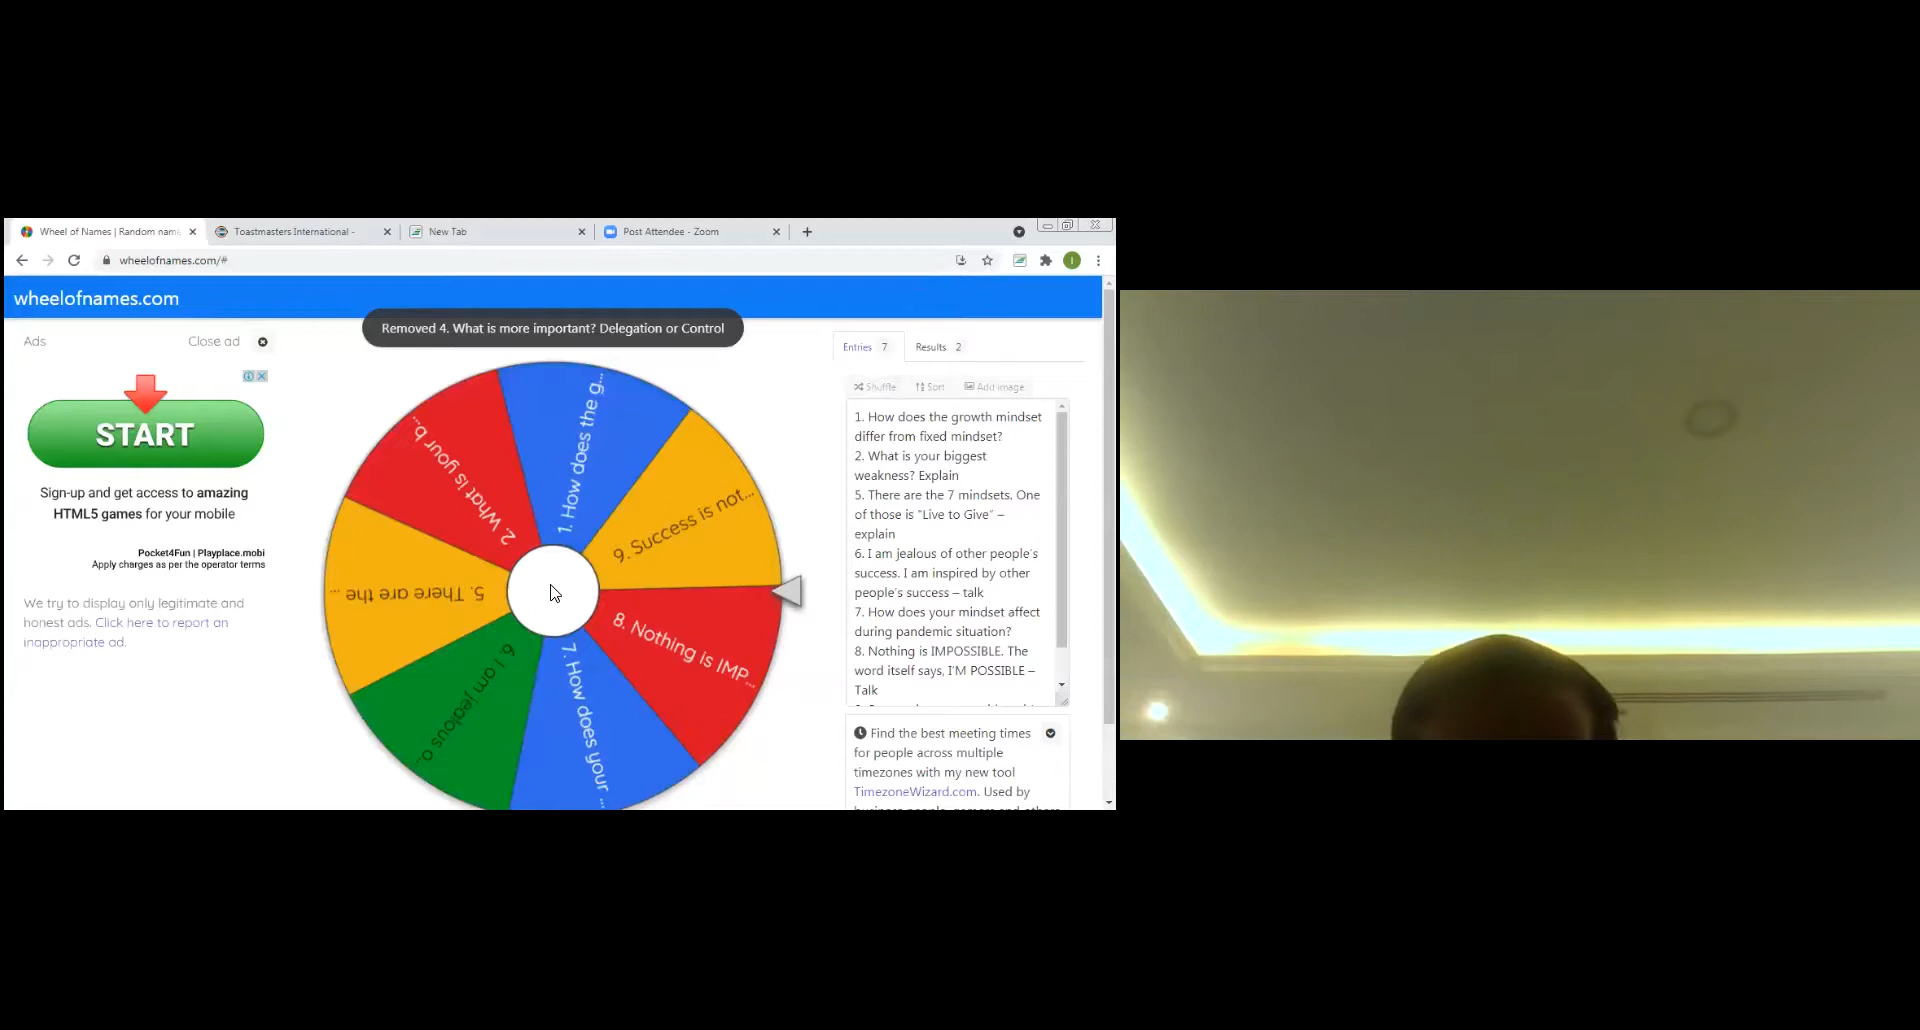 Wheel of Names | Random name
Toastmasters International -
New Tab
Post Attendee - Zoom
wheelofnames.com/#
I
wheelofnames.com
Removed 4. What is more important? Delegation or Control
Ads
Close ad
START
Sign-up and get access to amazing
HTML5 games for your mobile
Pocket4Fun | Playplace.mobi
Apply charges as per the operator terms
We try to display only legitimate and
honest ads. Click here to report an
inappropriate ad.
1. How does the g...
9. Success is not...
8. Nothing is IMP...
7. How does your ...
6. I am jealous o...
5. There are the ...
2. What is your b...
Entries 7
Results 2
Shuffle
Sort
Add image
1. How does the growth mindset
differ from fixed mindset?
2. What is your biggest
weakness? Explain
5. There are the 7 mindsets. One
of those is "Live to Give" –
explain
6. I am jealous of other people's
success. I am inspired by other
people's success – talk
7. How does your mindset affect
during pandemic situation?
8. Nothing is IMPOSSIBLE. The
word itself says, I'M POSSIBLE –
Talk
Find the best meeting times
for people across multiple
timezones with my new tool
TimezoneWizard.com. Used by